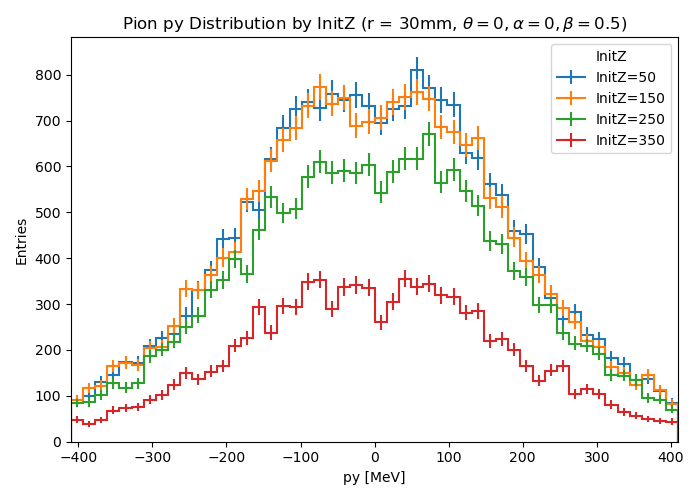 Pion py Distribution by InitZ (r = 30mm, θ = 0, α = 0, β = 0.5)
InitZ
InitZ=50
InitZ=150
InitZ=250
InitZ=350
Entries
800
700
600
500
400
300
200
100
0
−400 −300 −200 −100 0 100 200 300 400
py [MeV]